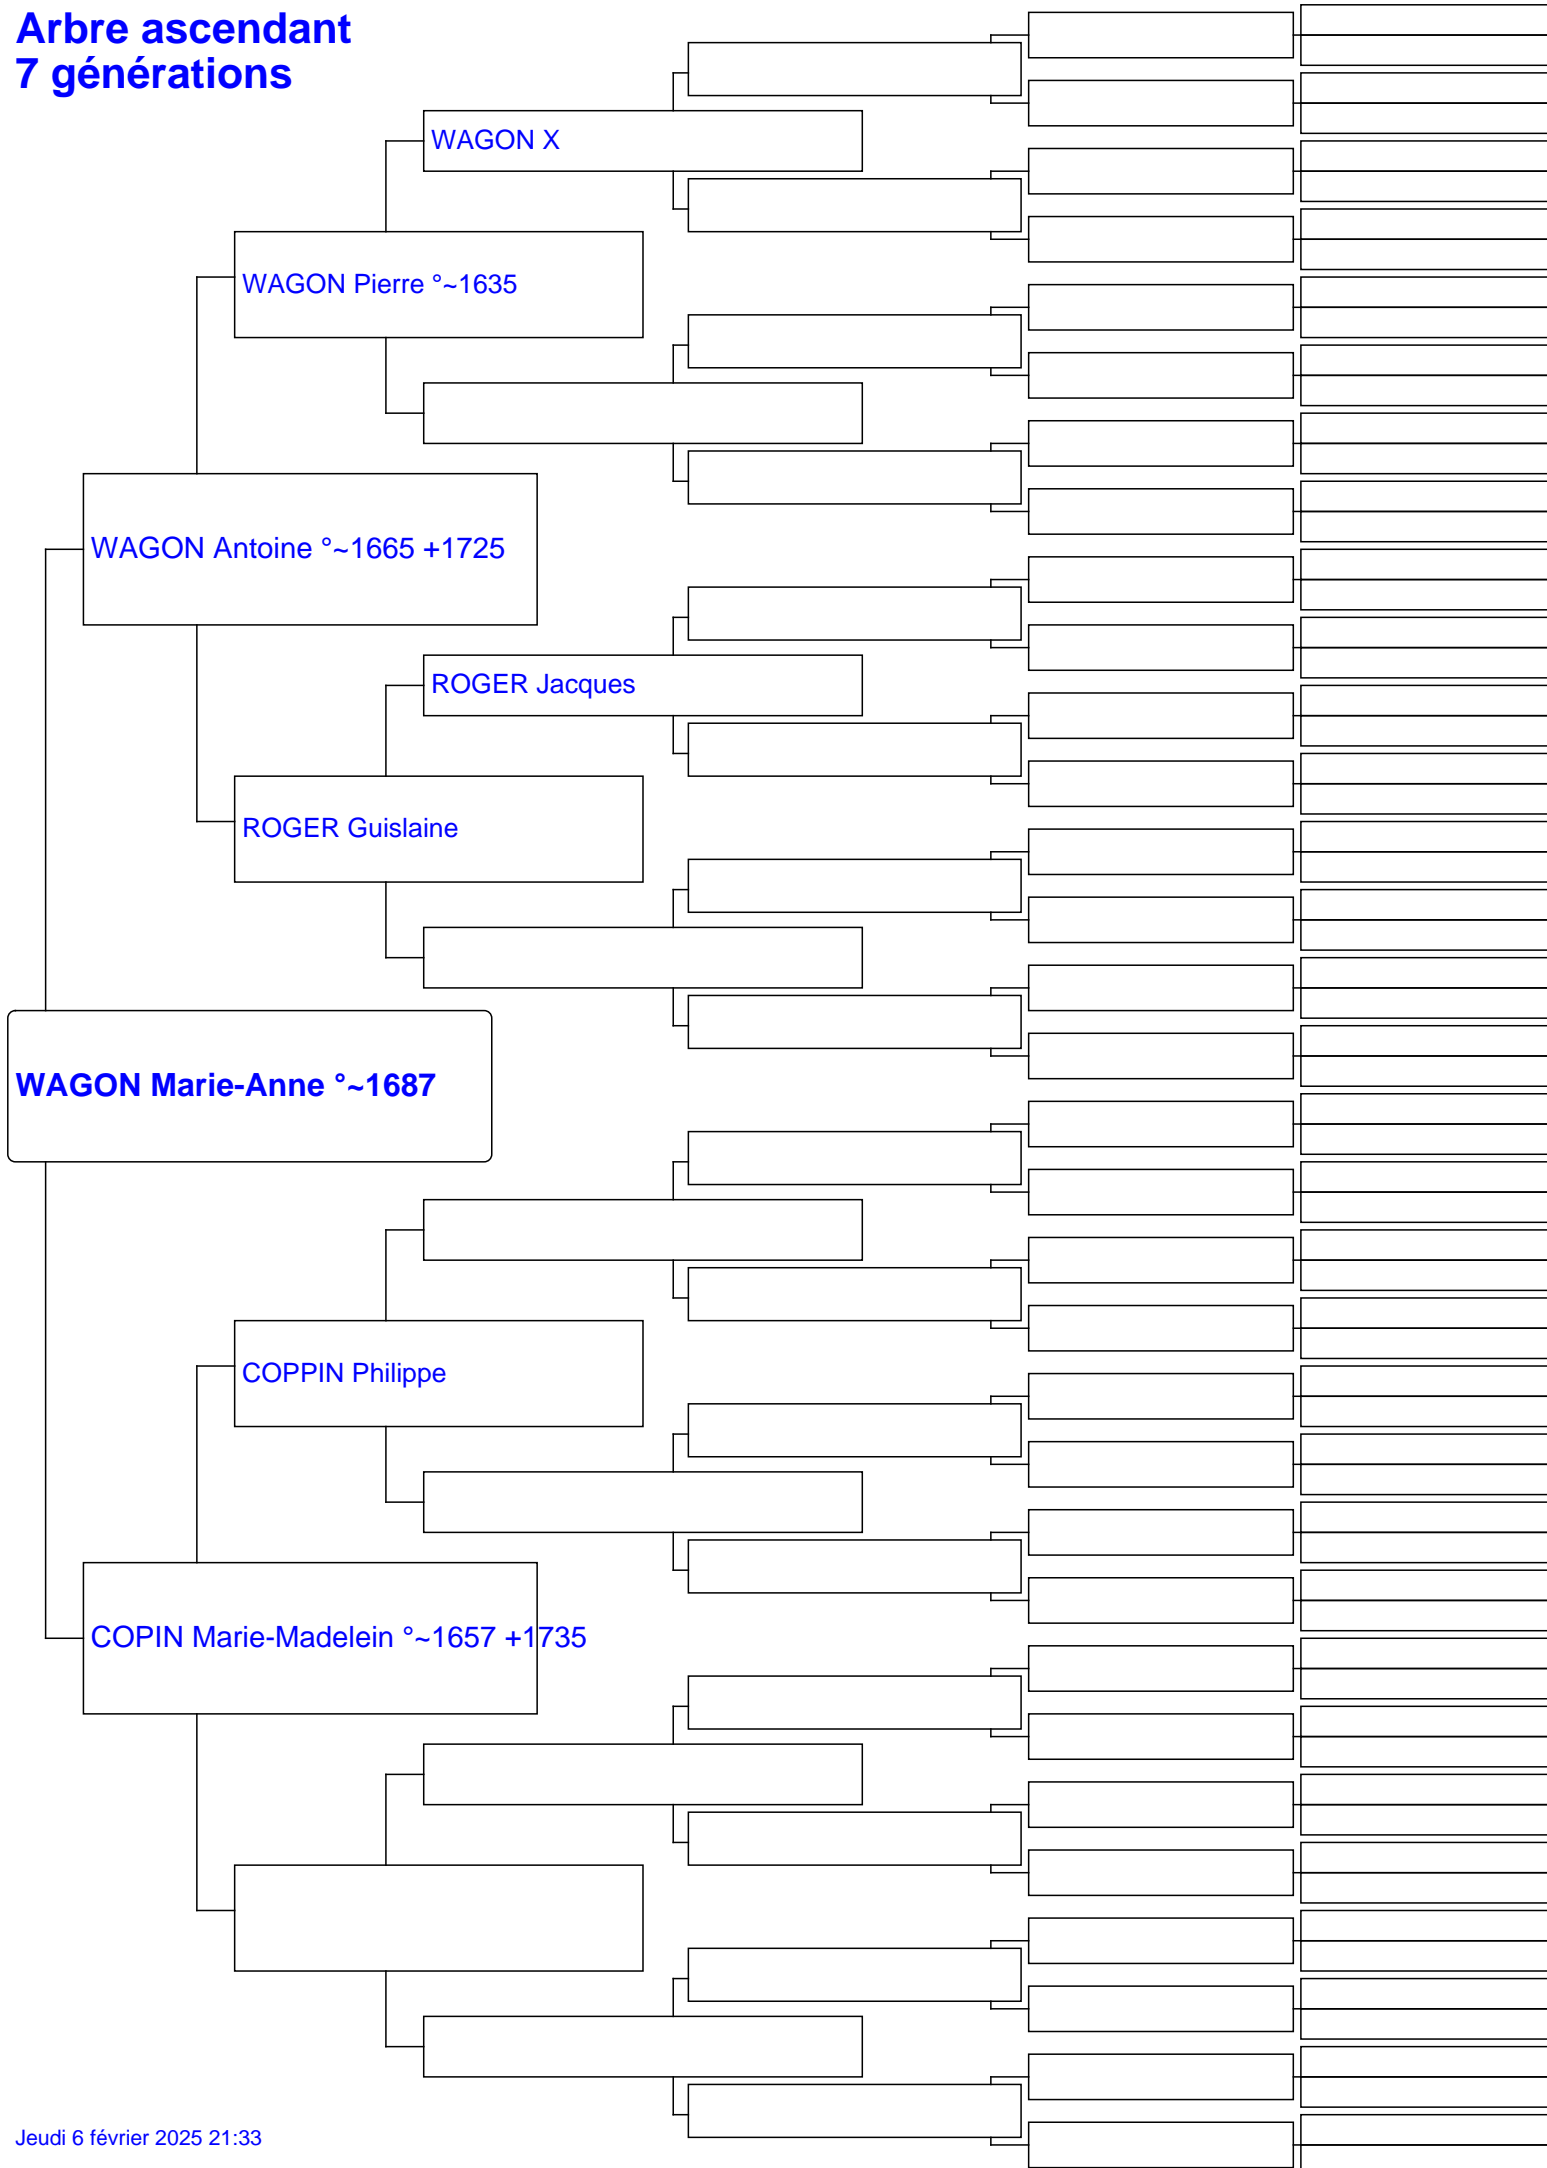 Arbre ascendant
7 générations
WAGON X
WAGON Pierre °~1635
WAGON Antoine °~1665 +1725
ROGER Jacques
ROGER Guislaine
WAGON Marie-Anne °~1687
COPPIN Philippe
COPIN Marie-Madelein °~1657 +1735
Jeudi 6 février 2025 21:33